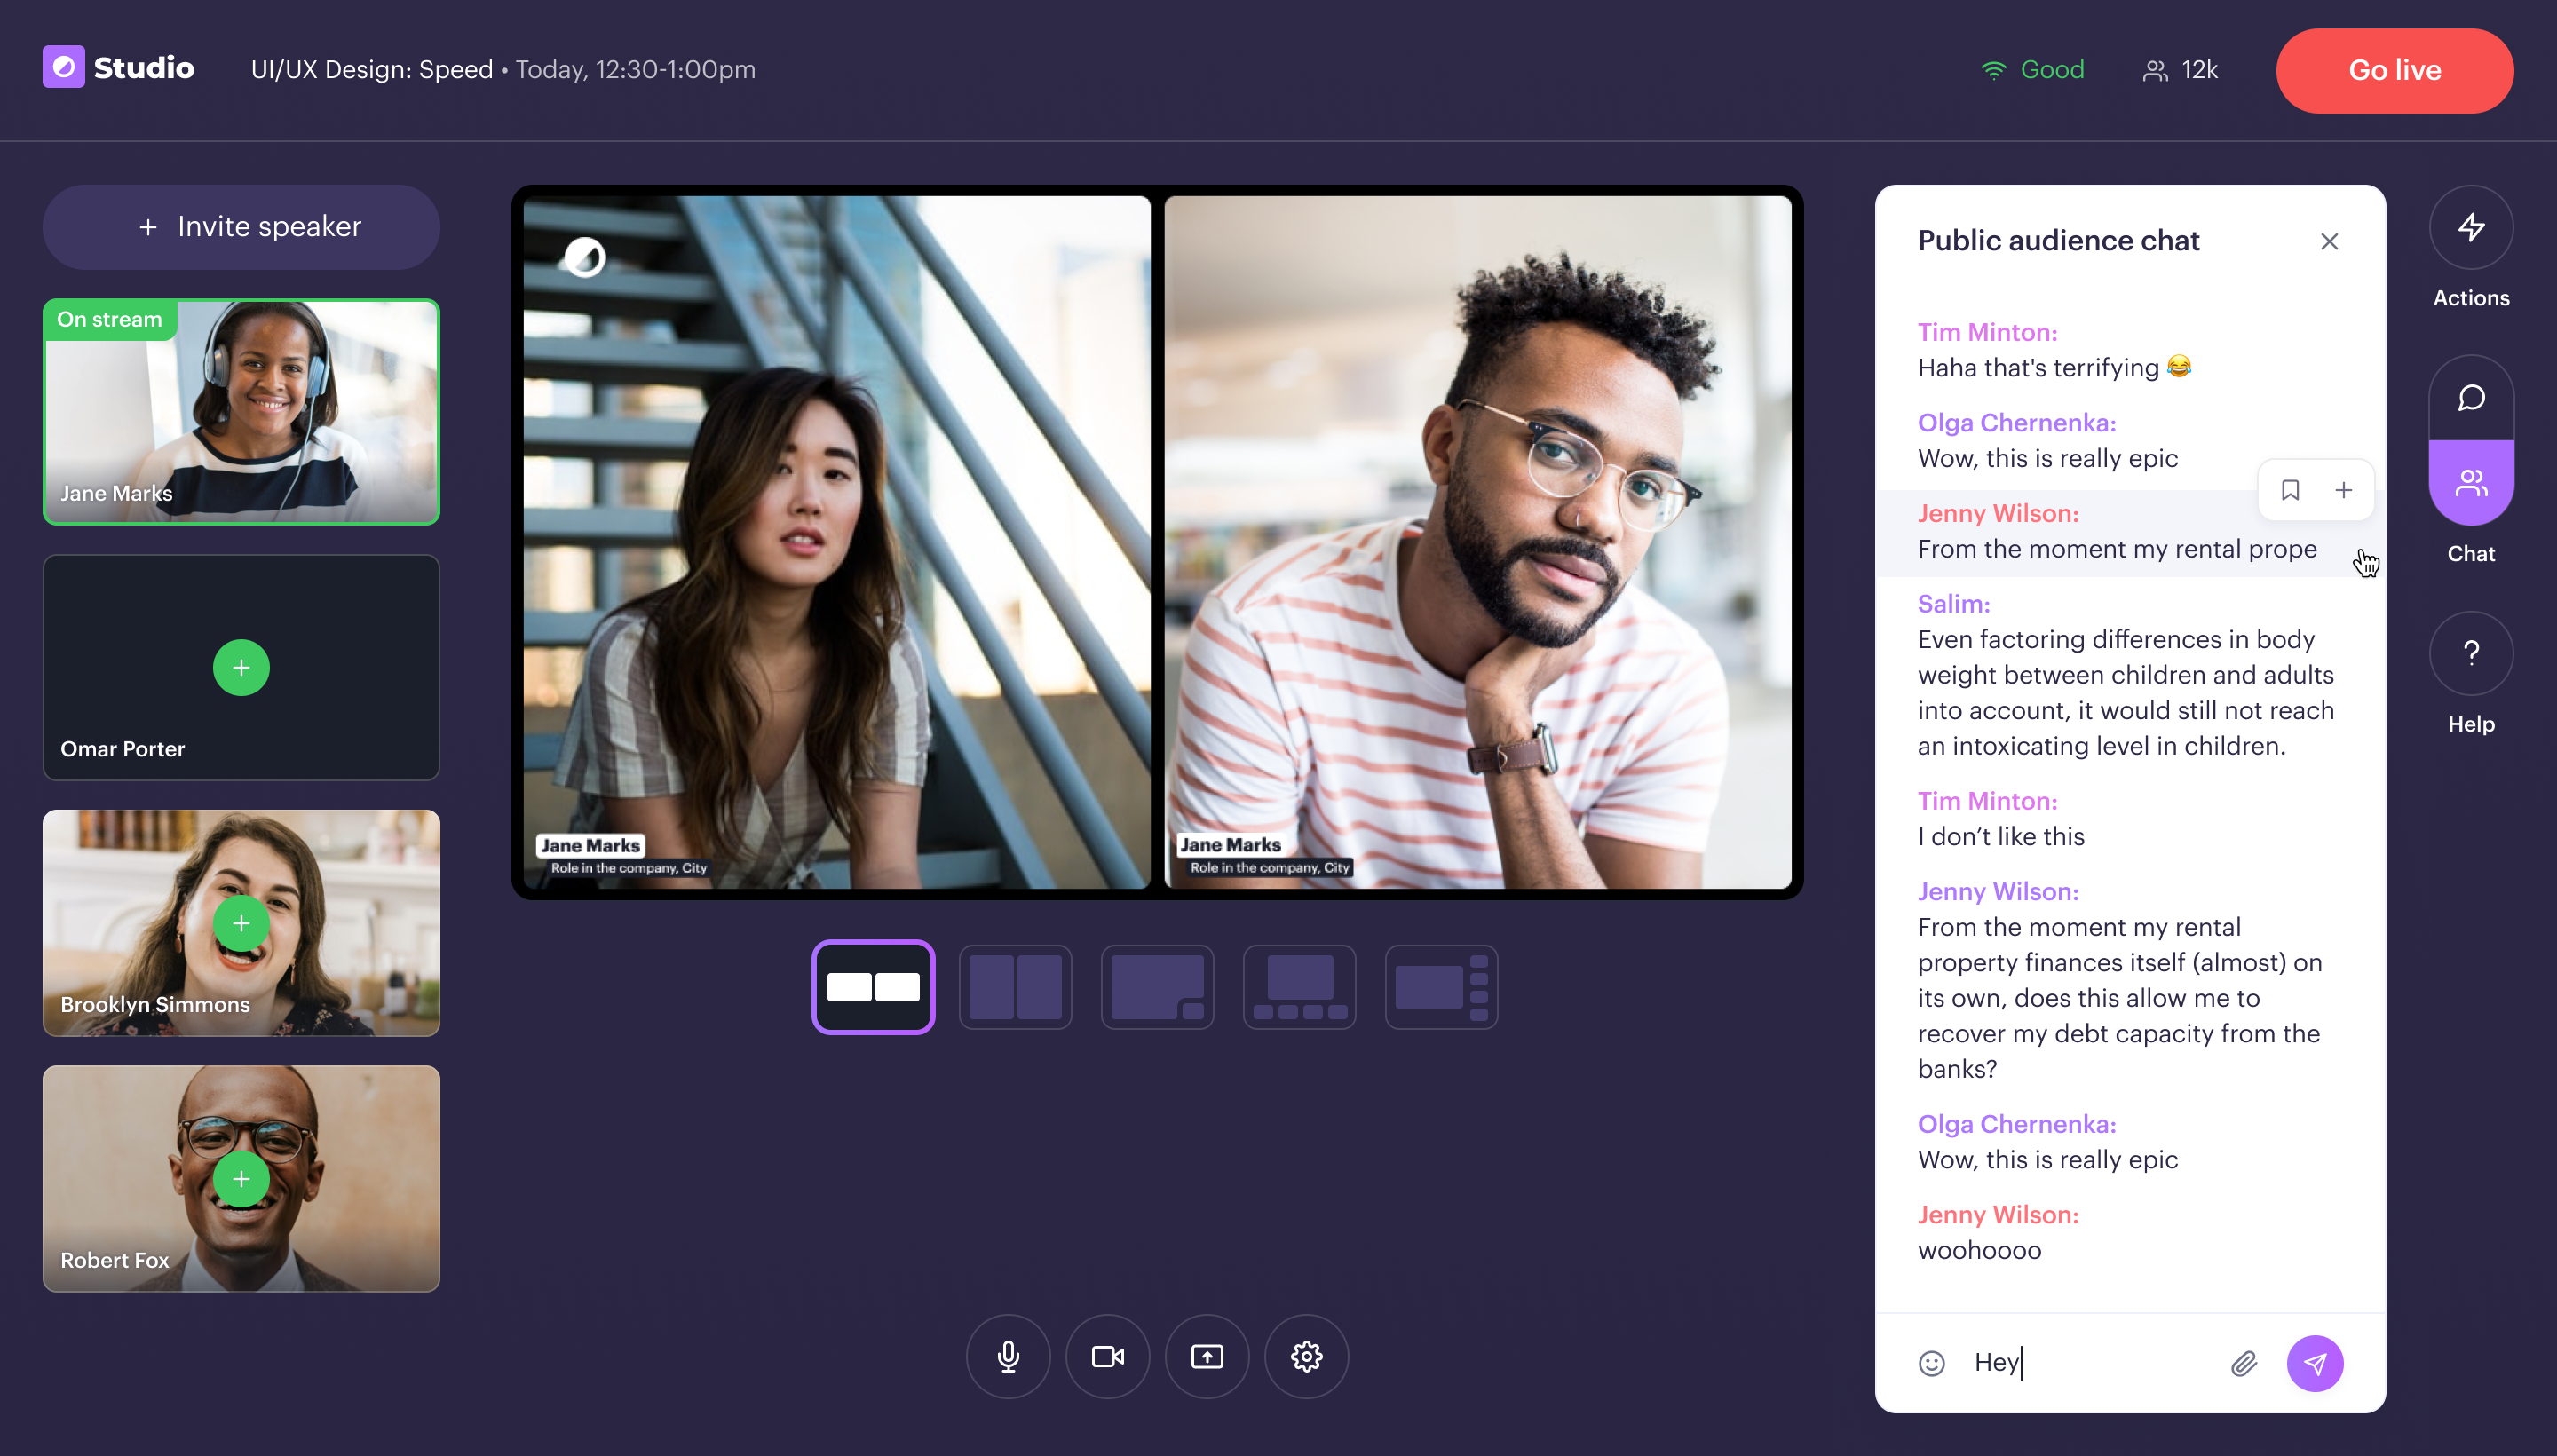 Studio
UI/UX Design: Speed • Today, 12:30-1:00pm
Good
12k
Go live
+ Invite speaker
On stream
Jane Marks
Omar Porter
Brooklyn Simmons
Robert Fox
Jane Marks
Role in the company, City
Jane Marks
Role in the company, City
Public audience chat
Tim Minton:
Haha that's terrifying 😂
Olga Chernenka:
Wow, this is really epic
Jenny Wilson:
From the moment my rental prope
Salim:
Even factoring differences in body
weight between children and adults
into account, it would still not reach
an intoxicating level in children.
Tim Minton:
I don’t like this
Jenny Wilson:
From the moment my rental
property finances itself (almost) on
its own, does this allow me to
recover my debt capacity from the
banks?
Olga Chernenka:
Wow, this is really epic
Jenny Wilson:
woohoooo
Hey
Actions
Chat
?
Help